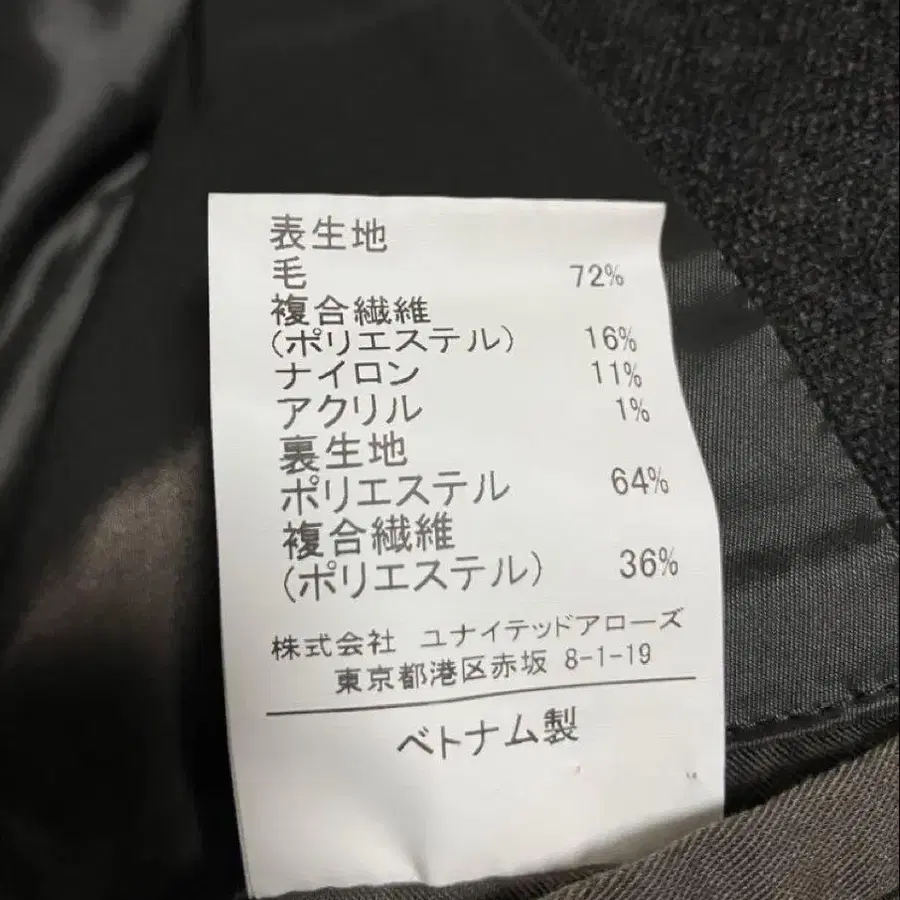 表生地
毛 72%
複合繊維
(ポリエステル) 16%
ナイロン 11%
アクリル 1%
裏生地
ポリエステル 64%
複合繊維
(ポリエステル) 36%
株式会社 ユナイテッドアローズ
東京都港区赤坂 8-1-19
ベトナム製